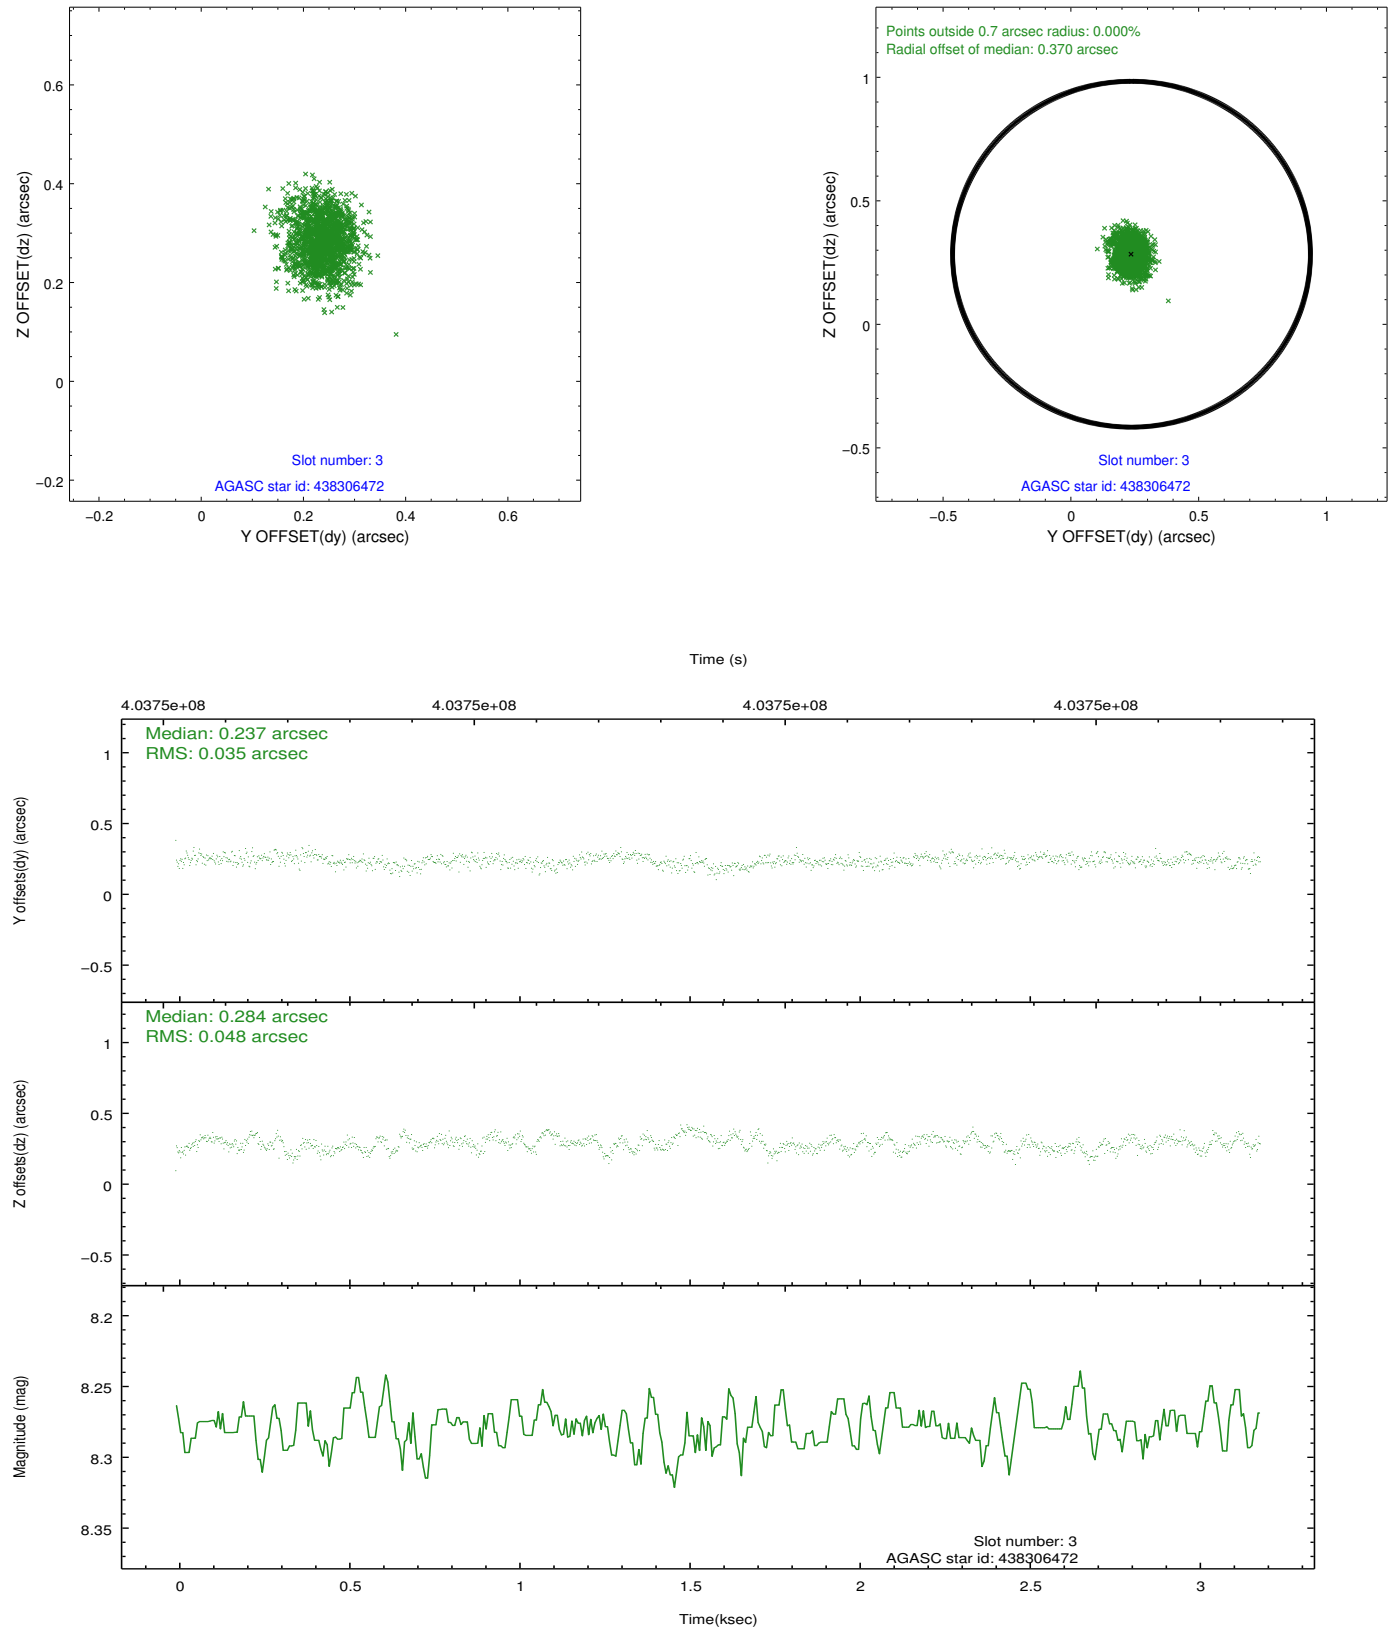 0.6
0.4
0.2
0
−0.2
Z OFFSET(dz) (arcsec)
Slot number: 3
AGASC star id: 438306472
−0.2 0 0.2 0.4 0.6
Y OFFSET(dy) (arcsec)
Points outside 0.7 arcsec radius: 0.000%
Radial offset of median: 0.370 arcsec
1
0.5
0
−0.5
Z OFFSET(dz) (arcsec)
Slot number: 3
AGASC star id: 438306472
−0.5 0 0.5 1
Y OFFSET(dy) (arcsec)
Time (s)
4.0375e+08 4.0375e+08 4.0375e+08 4.0375e+08
Median: 0.237 arcsec
RMS: 0.035 arcsec
1
0.5
0
−0.5
Y offsets(dy) (arcsec)
Median: 0.284 arcsec
RMS: 0.048 arcsec
1
0.5
0
−0.5
Z offsets(dz) (arcsec)
8.2
8.25
8.3
8.35
Magnitude (mag)
Slot number: 3
AGASC star id: 438306472
0 0.5 1 1.5 2 2.5 3
Time(ksec)